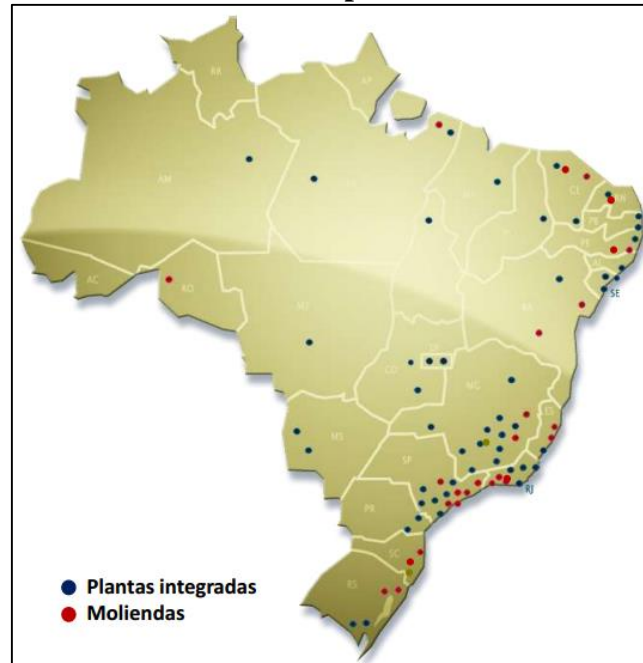 RR
AP
AM
CE
RN
PB
PE
AL
SE
AC
RO
BA
MT
DF
GO
MG
ES
MS
SP
RJ
PR
SC
RS
Plantas integradas
Moliendas